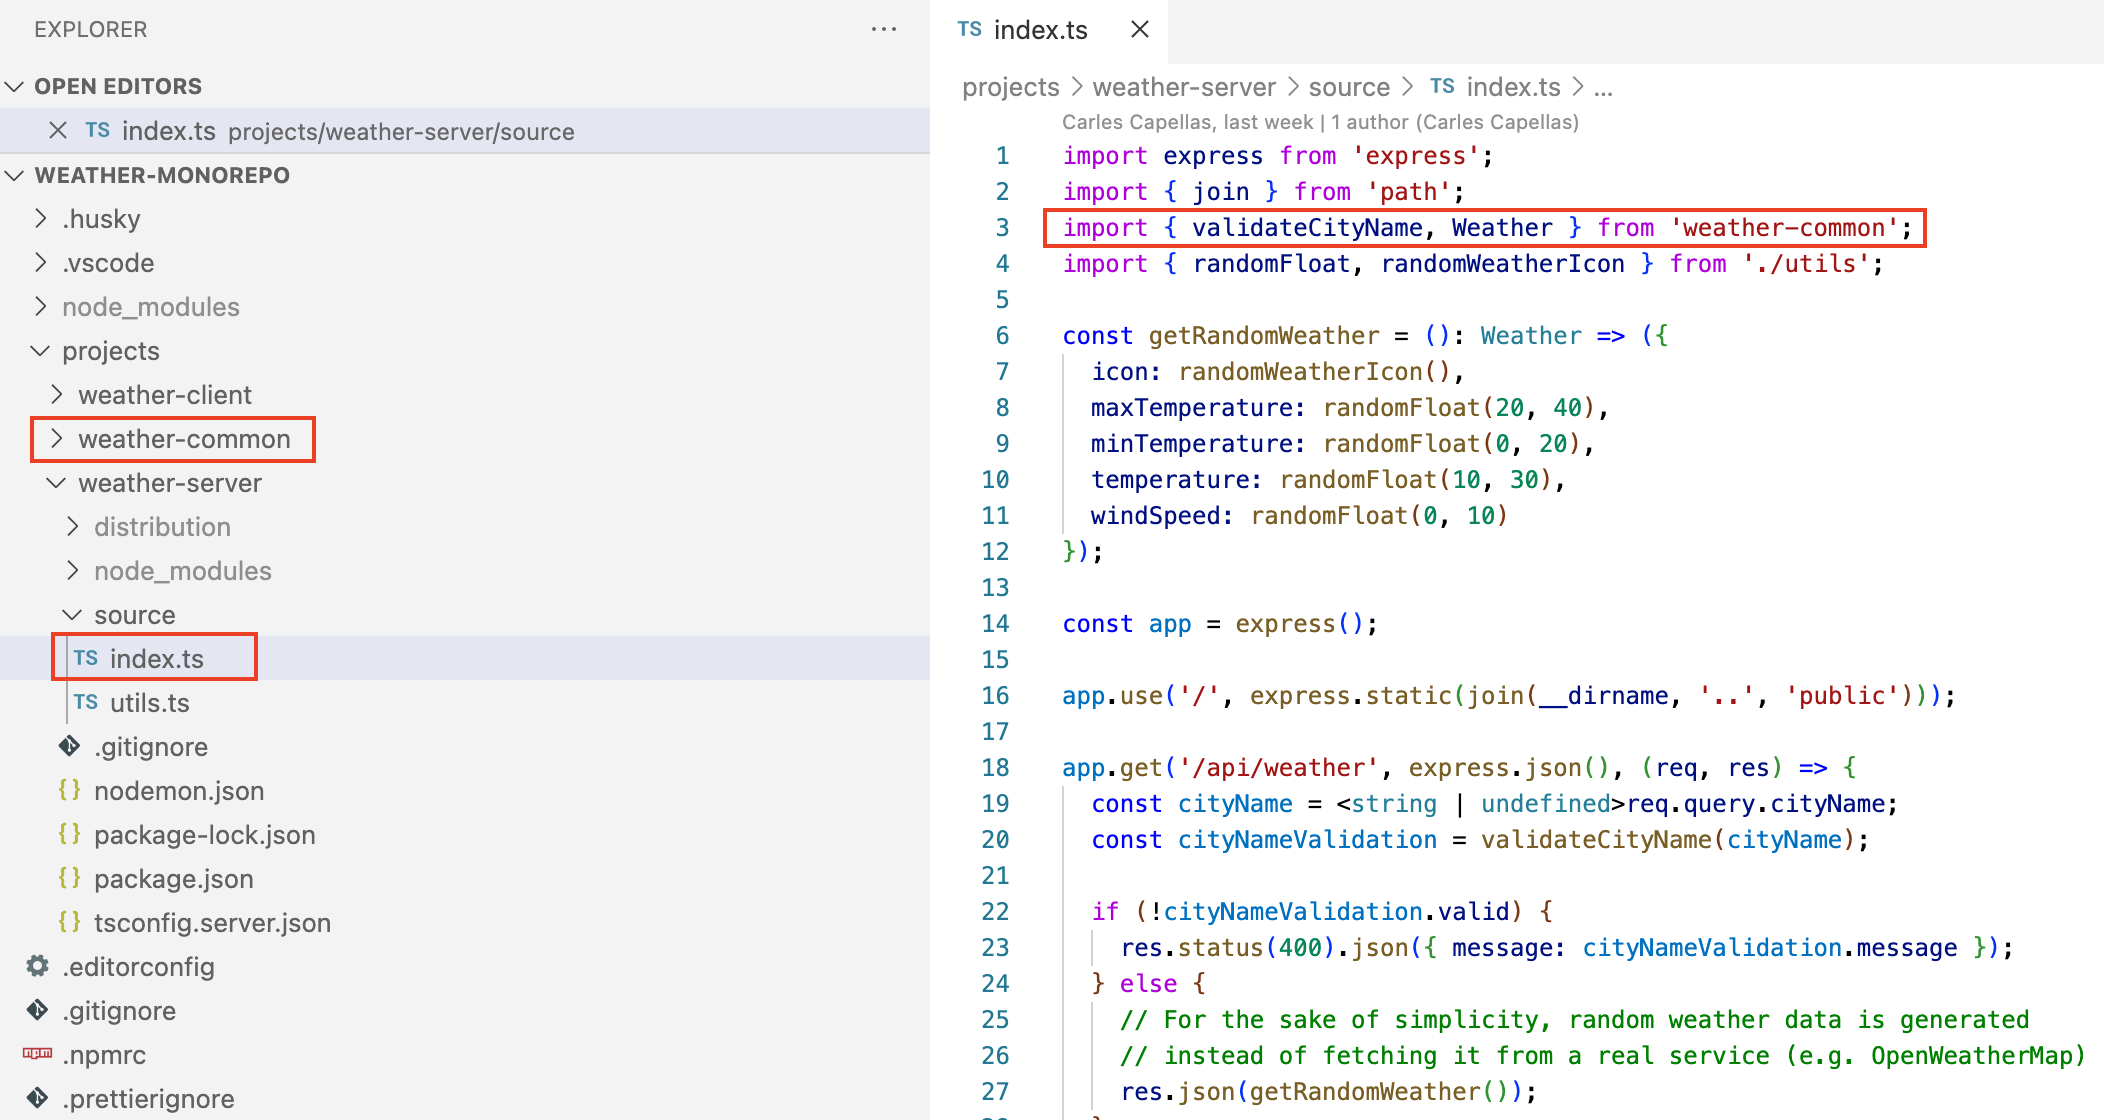 EXPLORER
OPEN EDITORS
TS index.ts projects/weather-server/source
WEATHER-MONOREPO
.husky
.vscode
node_modules
projects
weather-client
weather-common
weather-server
distribution
node_modules
source
TS index.ts
TS utils.ts
.gitignore
{} nodemon.json
{} package-lock.json
{} package.json
{} tsconfig.server.json
.editorconfig
.gitignore
npm .npmrc
.prettierignore
TS index.ts
projects > weather-server > source > TS index.ts > ...
Carles Capellas, last week | 1 author (Carles Capellas)
1 import express from 'express';
2 import { join } from 'path';
3 import { validateCityName, Weather } from 'weather-common';
4 import { randomFloat, randomWeatherIcon } from './utils';
5
6 const getRandomWeather = (): Weather => ({
7 icon: randomWeatherIcon(),
8 maxTemperature: randomFloat(20, 40),
9 minTemperature: randomFloat(0, 20),
10 temperature: randomFloat(10, 30),
11 windSpeed: randomFloat(0, 10)
12 });
13
14 const app = express();
15
16 app.use('/', express.static(join(__dirname, '..', 'public')));
17
18 app.get('/api/weather', express.json(), (req, res) => {
19 const cityName = <string | undefined>req.query.cityName;
20 const cityNameValidation = validateCityName(cityName);
21
22 if (!cityNameValidation.valid) {
23 res.status(400).json({ message: cityNameValidation.message });
24 } else {
25 // For the sake of simplicity, random weather data is generated
26 // instead of fetching it from a real service (e.g. OpenWeatherMap)
27 res.json(getRandomWeather());